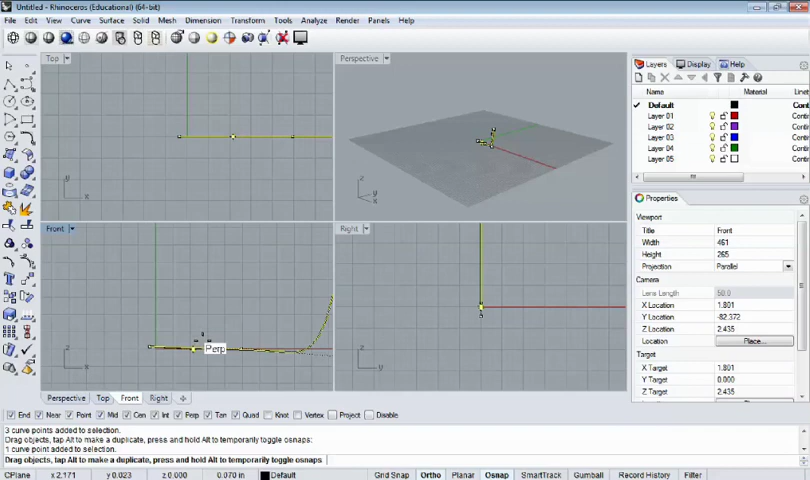 Untitled - Rhinoceros (Educational) (64-bit)
File Edit View Curve Surface Solid Mesh Dimension Transform Tools Analyze Render Panels Help
Top
Perspective
Front
Right
Perp
y
x
z
y
x
z
x
z
y
Perspective Top Front Right
End Near Point Mid Cen Int Perp Tan Quad Knot Vertex Project Disable
3 curve points added to selection.
Drag objects, tap Alt to make a duplicate, press and hold Alt to temporarily toggle osnaps:
1 curve point added to selection.
Drag objects, tap Alt to make a duplicate, press and hold Alt to temporarily toggle osnaps:
CPlane x 2.171 y 0.023 z 0.000 0.070 in Default Grid Snap Ortho Planar Osnap SmartTrack Gumball Record History Filter
Layers Display Help
Name Material Linet
Default Conti
Layer 01 Conti
Layer 02 Conti
Layer 03 Conti
Layer 04 Conti
Layer 05 Conti
Properties
Viewport
Title Front
Width 461
Height 265
Projection Parallel
Camera
Lens Length 50.0
X Location 1.801
Y Location -82.372
Z Location 2.435
Location Place...
Target
X Target 1.801
Y Target 0.000
Z Target 2.435